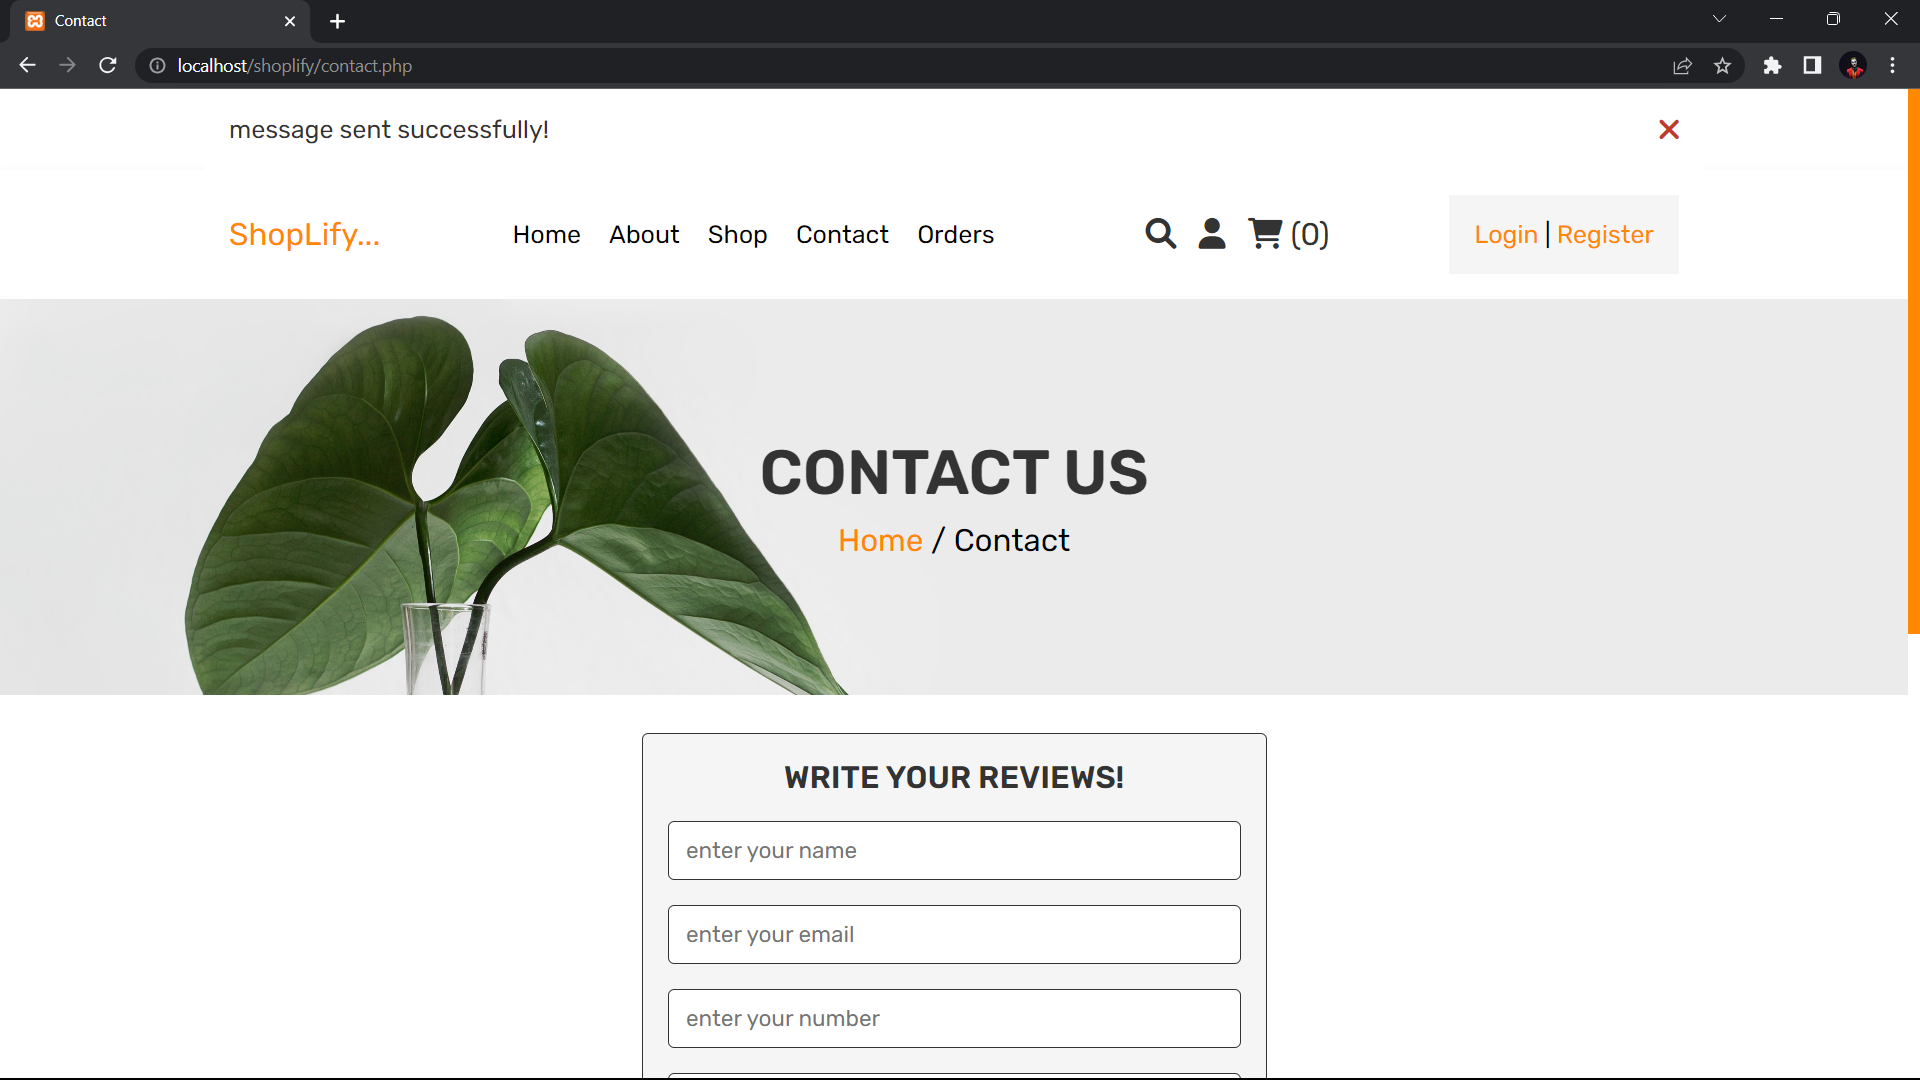 Contact
localhost/shoplify/contact.php
message sent successfully!
ShopLify...
Home About Shop Contact Orders
(0)
Login | Register
CONTACT US
Home / Contact
WRITE YOUR REVIEWS!
enter your name
enter your email
enter your number